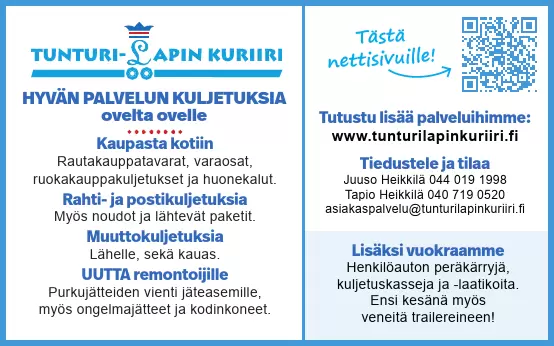 TUNTURI-LAPIN KURIIRI
HYVÄN PALVELUN KULJETUKSIA
ovelta ovelle
Kaupasta kotiin
Rautakauppatavarat, varaosat,
ruokakauppakuljetukset ja huonekalut.
Rahti- ja postikuljetuksia
Myös noudot ja lähtevät paketit.
Muuttokuljetuksia
Lähelle, sekä kauas.
UUTTA remontoijille
Purkujätteiden vienti jäteasemille,
myös ongelmajätteet ja kodinkoneet.
Tästä
nettisivuille!
Tutustu lisää palveluihimme:
www.tunturilapinkuriiri.fi
Tiedustele ja tilaa
Juuso Heikkilä 044 019 1998
Tapio Heikkilä 040 719 0520
asiakaspalvelu@tunturilapinkuriiri.fi
Lisäksi vuokraamme
Henkilöauton peräkärryjä,
kuljetuskasseja ja -laatikoita.
Ensi kesänä myös
veneitä trailereineen!